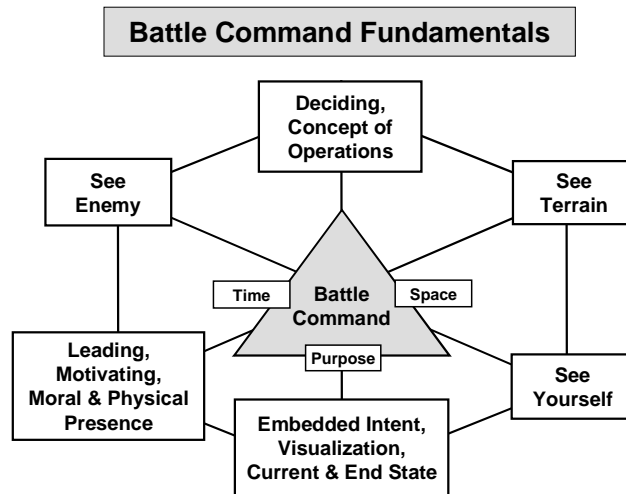 Battle Command Fundamentals
Deciding,
Concept of
Operations
See
Enemy
See
Terrain
Time
Battle
Command
Space
Purpose
Leading,
Motivating,
Moral & Physical
Presence
Embedded Intent,
Visualization,
Current & End State
See
Yourself